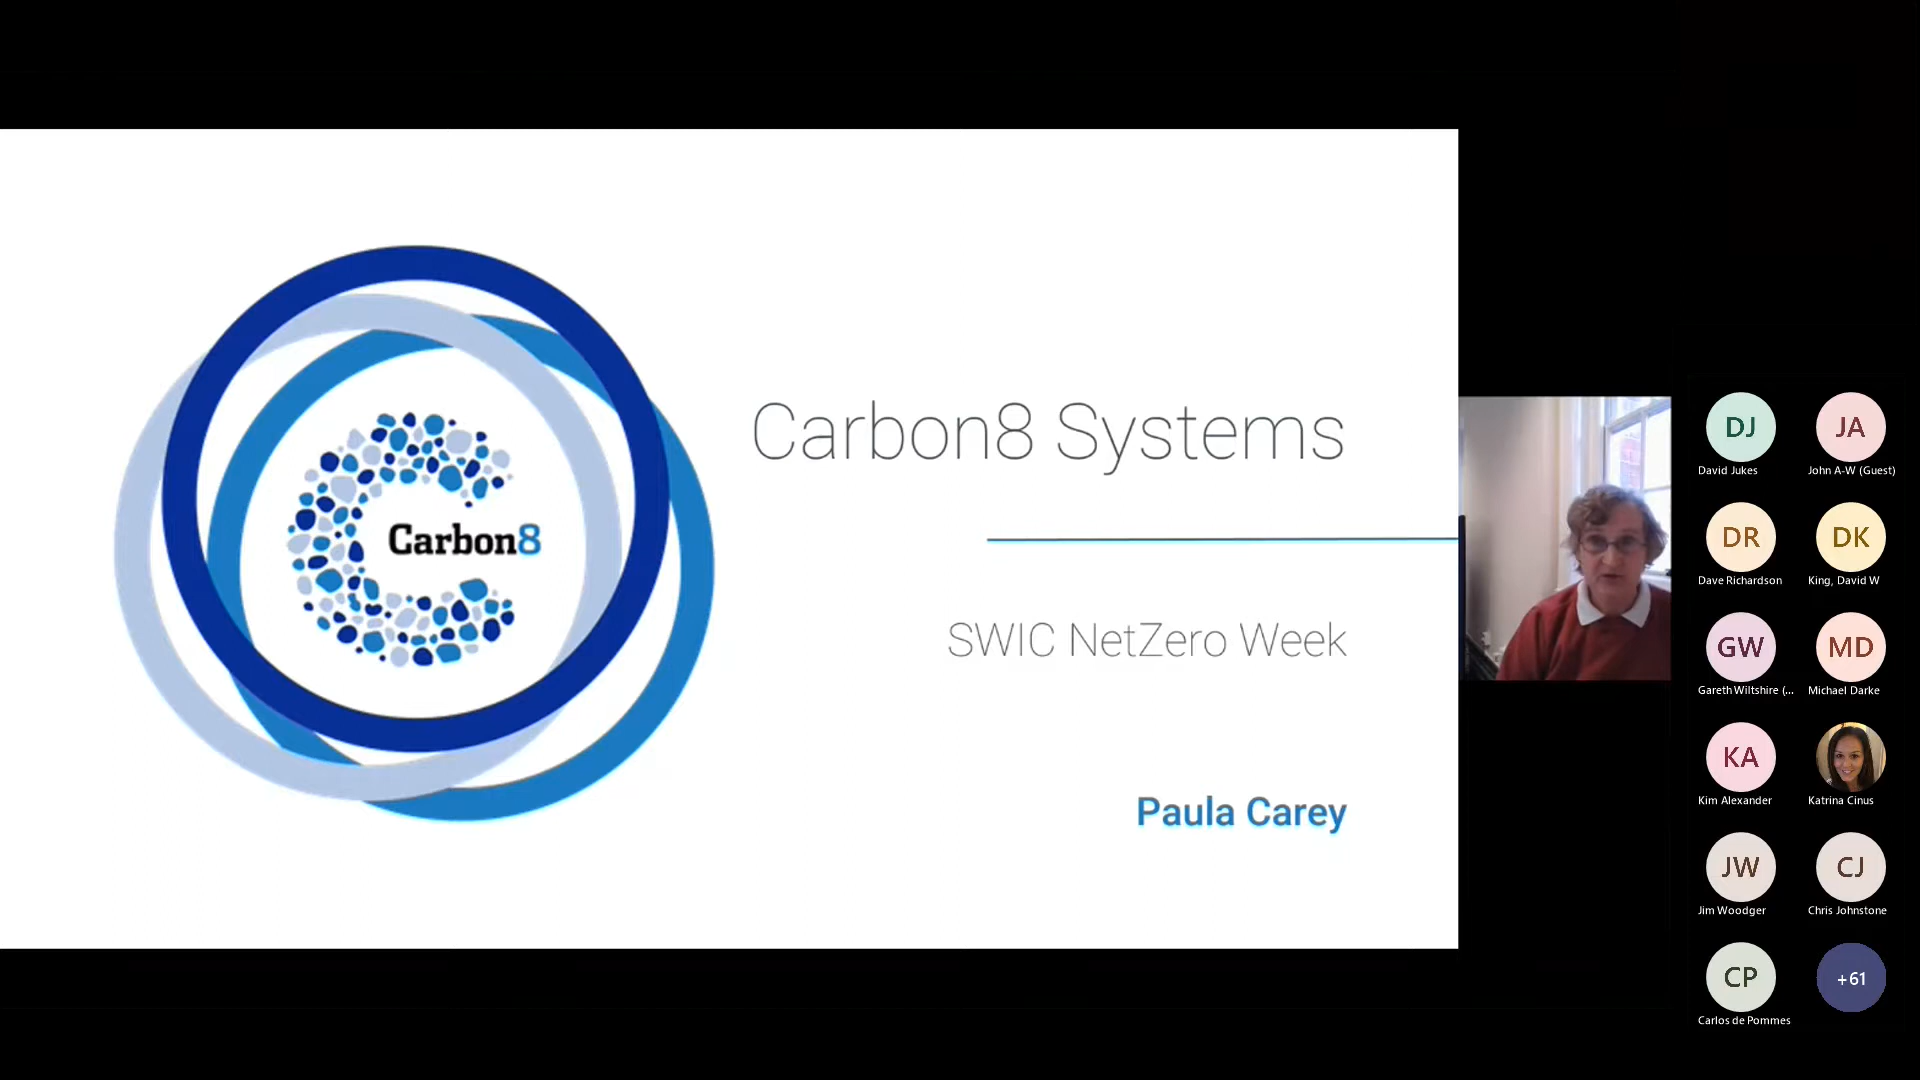 Carbon8
Carbon8 Systems
SWIC NetZero Week
Paula Carey
DJ
David Jukes
JA
John A-W (Guest)
DR
Dave Richardson
DK
King, David W
GW
Gareth Wiltshire (...
MD
Michael Darke
KA
Kim Alexander
Katrina Cinus
JW
Jim Woodger
CJ
Chris Johnstone
CP
Carlos de Pommes
+61